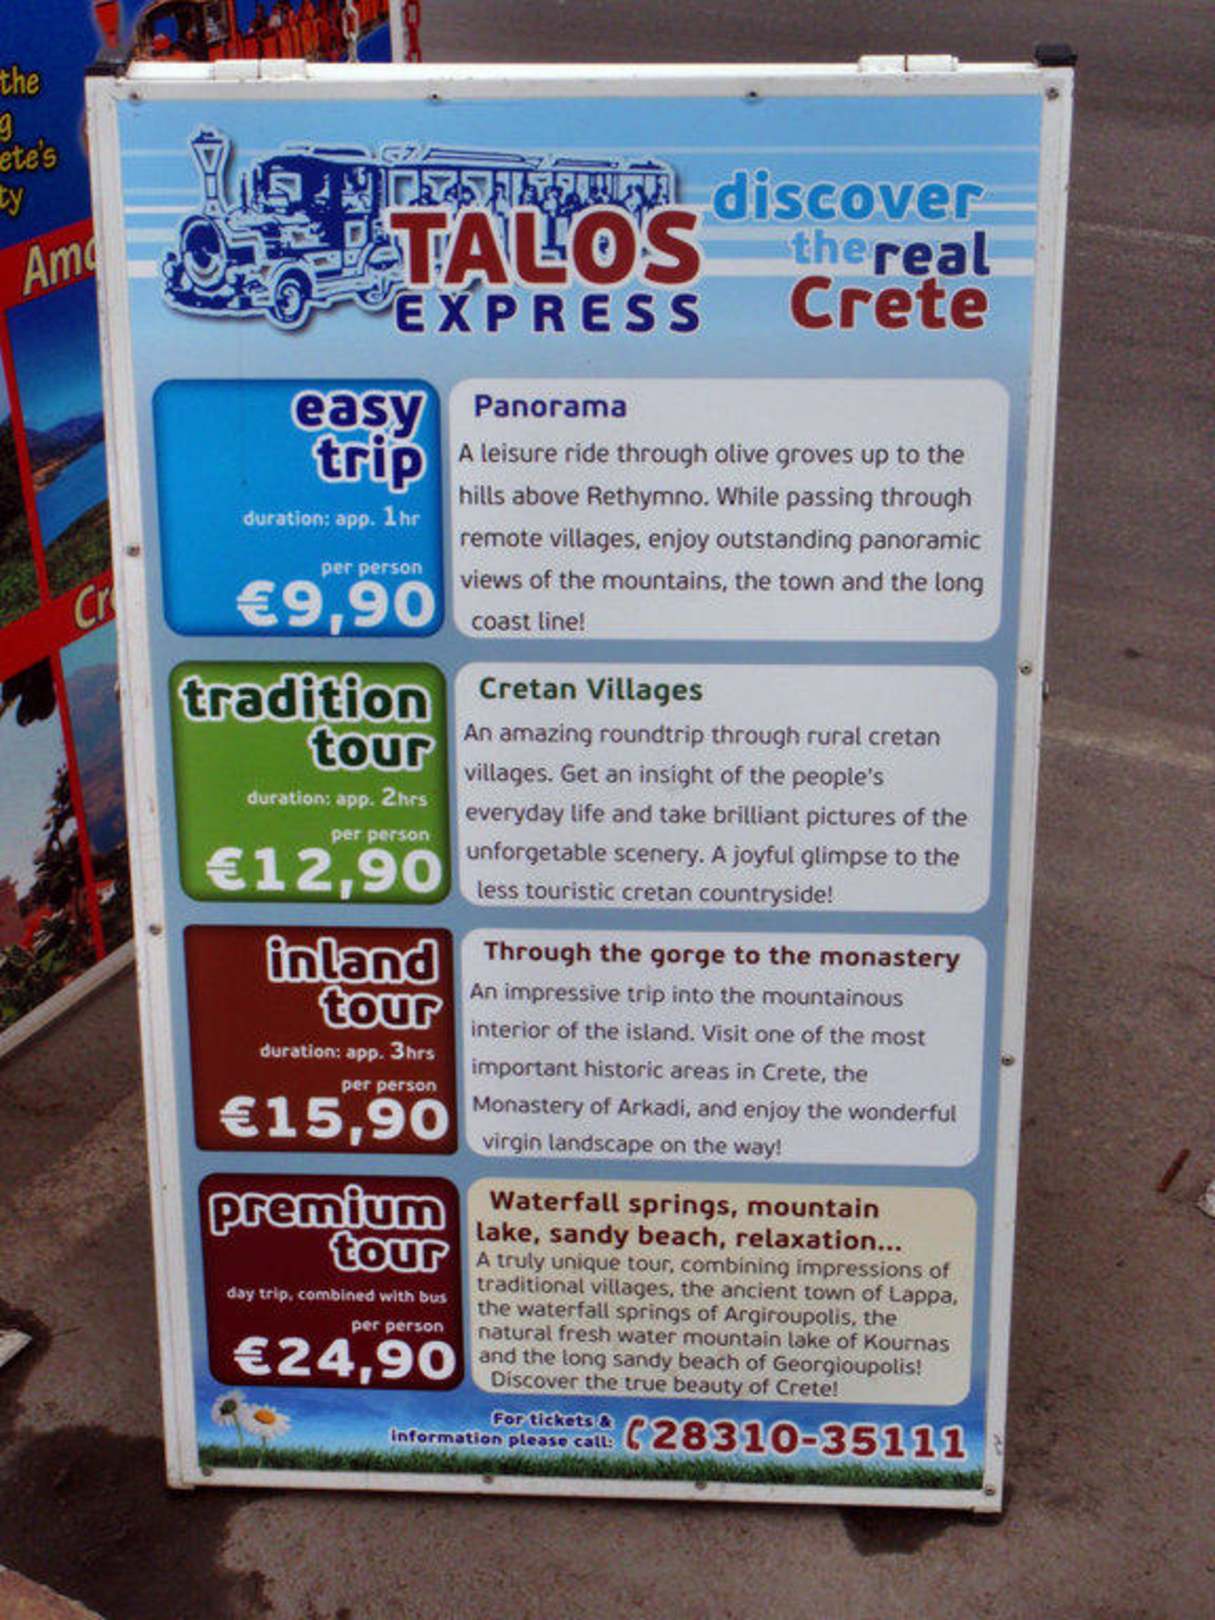 the
g
ete's
ty
Ama
Cr
TALOS
EXPRESS
discover
the real
Crete
easy
trip
duration: app. 1hr
per person
€9,90
Panorama
A leisure ride through olive groves up to the
hills above Rethymno. While passing through
remote villages, enjoy outstanding panoramic
views of the mountains, the town and the long
coast line!
tradition
tour
duration: app. 2hrs
per person
€12,90
Cretan Villages
An amazing roundtrip through rural cretan
villages. Get an insight of the people's
everyday life and take brilliant pictures of the
unforgetable scenery. A joyful glimpse to the
less touristic cretan countryside!
inland
tour
duration: app. 3hrs
per person
€15,90
Through the gorge to the monastery
An impressive trip into the mountainous
interior of the island. Visit one of the most
important historic areas in Crete, the
Monastery of Arkadi, and enjoy the wonderful
virgin landscape on the way!
premium
tour
day trip, combined with bus
per person
€24,90
Waterfall springs, mountain
lake, sandy beach, relaxation...
A truly unique tour, combining impressions of
traditional villages, the ancient town of Lappa,
the waterfall springs of Argiroupolis, the
natural fresh water mountain lake of Kournas
and the long sandy beach of Georgioupolis!
Discover the true beauty of Crete!
For tickets &
information please call: 28310-35111